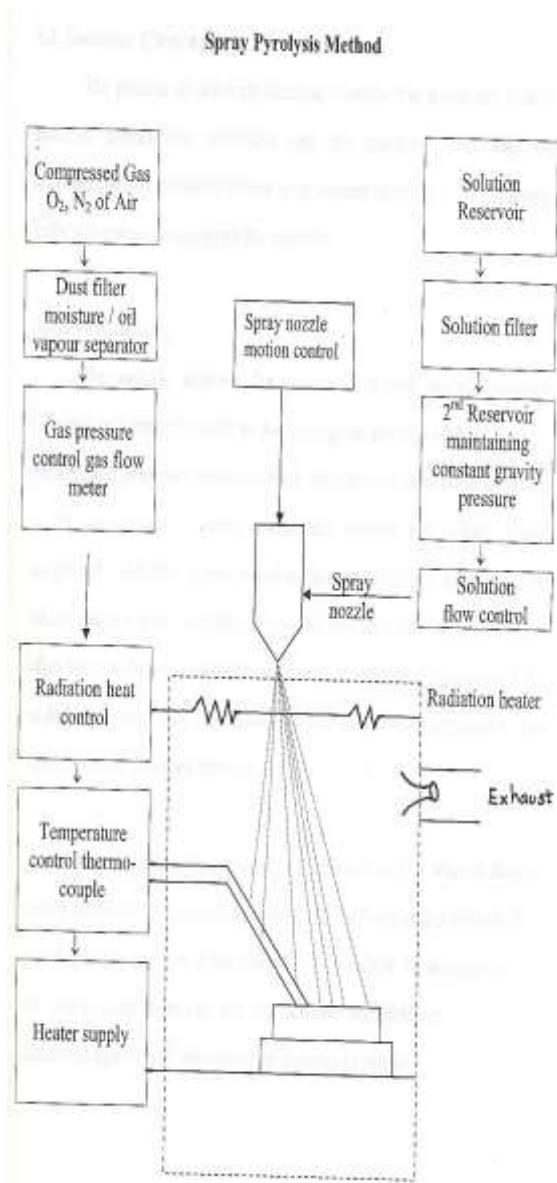 Spray Pyrolysis Method
Compressed Gas
O₂, N₂ of Air
Dust filter
moisture / oil
vapour separator
Gas pressure
control gas flow
meter
Radiation heat
control
Temperature
control thermo-
couple
Heater supply
Spray nozzle
motion control
Spray
nozzle
Solution
Reservoir
Solution filter
2nd Reservoir
maintaining
constant gravity
pressure
Solution
flow control
Radiation heater
Exhaust